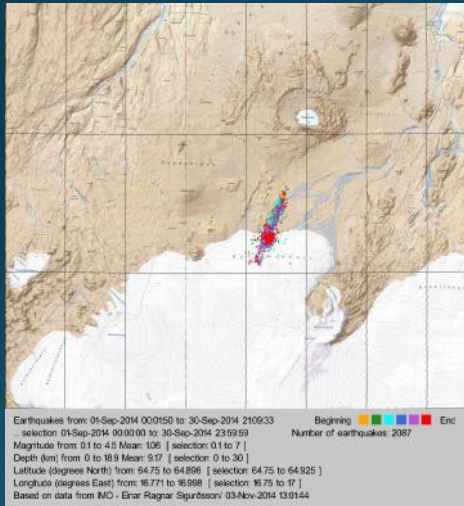 Earthquakes from: 01-Sep-2014 00:01:50 to: 30-Sep-2014 21:09:33
Beginning End
... selection: 01-Sep-2014 00:00:00 to: 30-Sep-2014 23:59:59
Number of earthquakes: 2087
Magnitude from: 0.1 to 4.5 Mean: 1.06 [ selection: 0.1 to 7 ]
Depth (km) from: 0 to 18.9 Mean: 9.17 [ selection: 0 to 30 ]
Latitude (degrees North) from: 64.75 to 64.896 [ selection: 64.75 to 64.925 ]
Longitude (degrees East) from: 16.771 to 16.998 [ selection: 16.75 to 17 ]
Based on data from IMO - Einar Ragnar Sigurðsson/ 03-Nov-2014 13:01:44